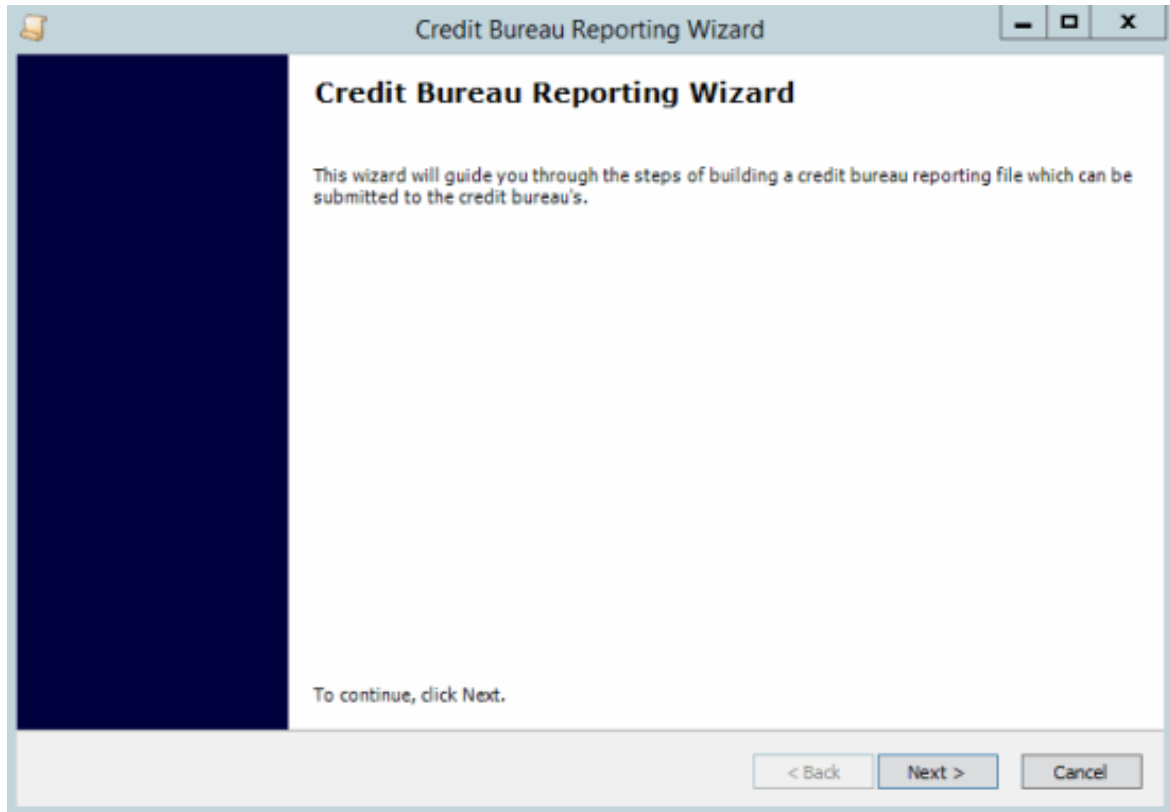 Credit Bureau Reporting Wizard
Credit Bureau Reporting Wizard
This wizard will guide you through the steps of building a credit bureau reporting file which can be
submitted to the credit bureau's.
To continue, click Next.
< Back Next > Cancel